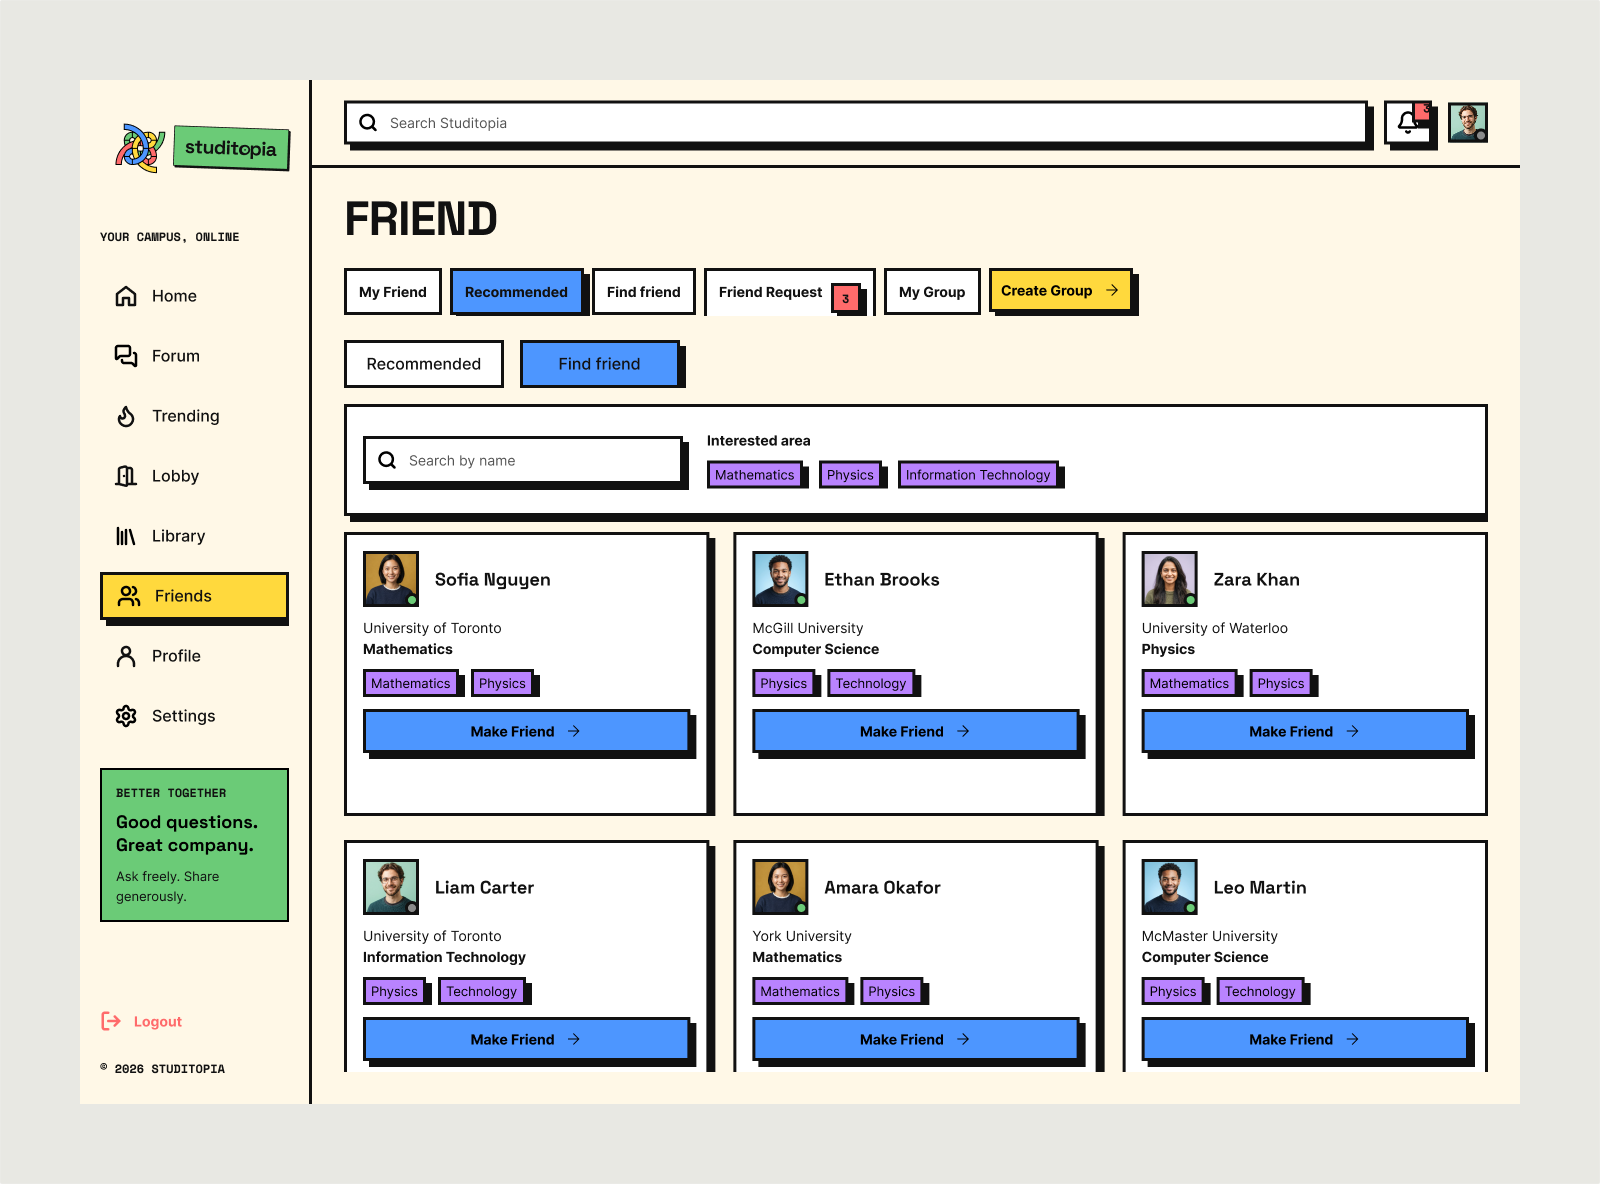 studitopia
YOUR CAMPUS, ONLINE
Home
Forum
Trending
Lobby
Library
Friends
Profile
Settings
BETTER TOGETHER
Good questions.
Great company.
Ask freely. Share
generously.
Logout
© 2026 STUDITOPIA
Search Studitopia
3
FRIEND
My Friend
Recommended
Find friend
Friend Request 3
My Group
Create Group
Recommended
Find friend
Search by name
Interested area
Mathematics
Physics
Information Technology
Sofia Nguyen
University of Toronto
Mathematics
Mathematics Physics
Make Friend
Ethan Brooks
McGill University
Computer Science
Physics Technology
Make Friend
Zara Khan
University of Waterloo
Physics
Mathematics Physics
Make Friend
Liam Carter
University of Toronto
Information Technology
Physics Technology
Make Friend
Amara Okafor
York University
Mathematics
Mathematics Physics
Make Friend
Leo Martin
McMaster University
Computer Science
Physics Technology
Make Friend